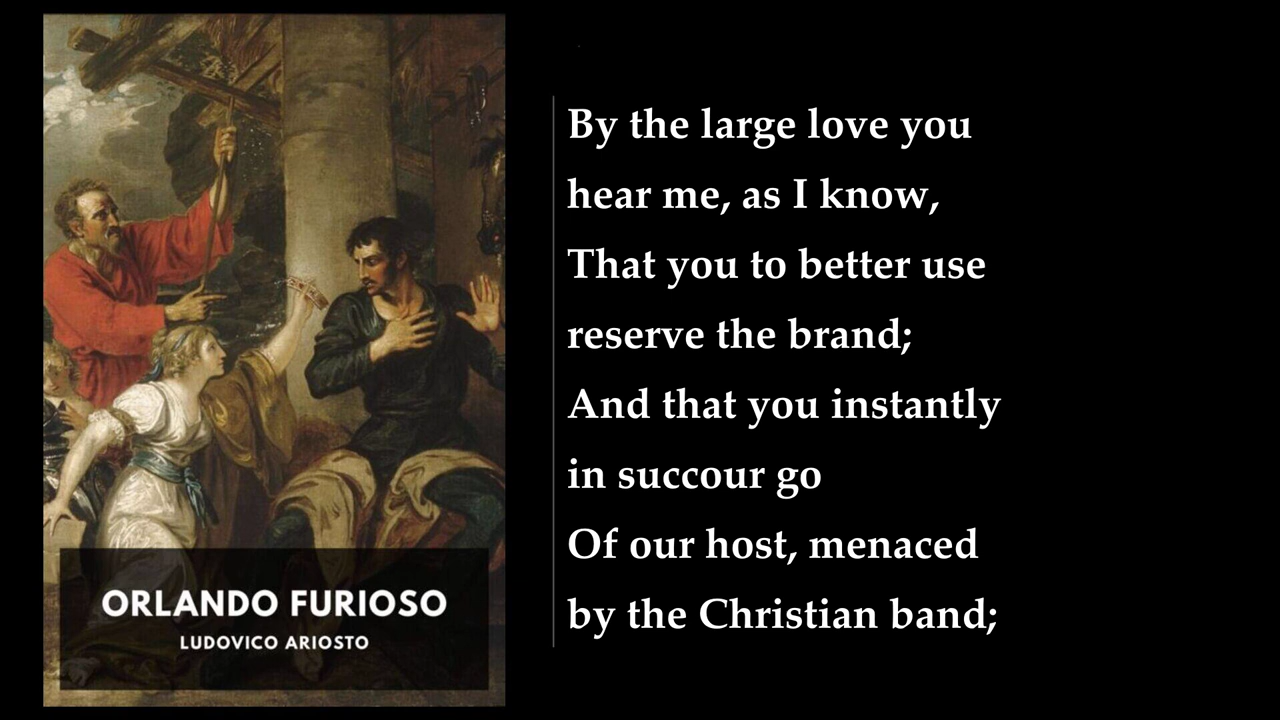 ORLANDO FURIOSO
LUDOVICO ARIOSTO
By the large love you
hear me, as I know,
That you to better use
reserve the brand;
And that you instantly
in succour go
Of our host, menaced
by the Christian band;